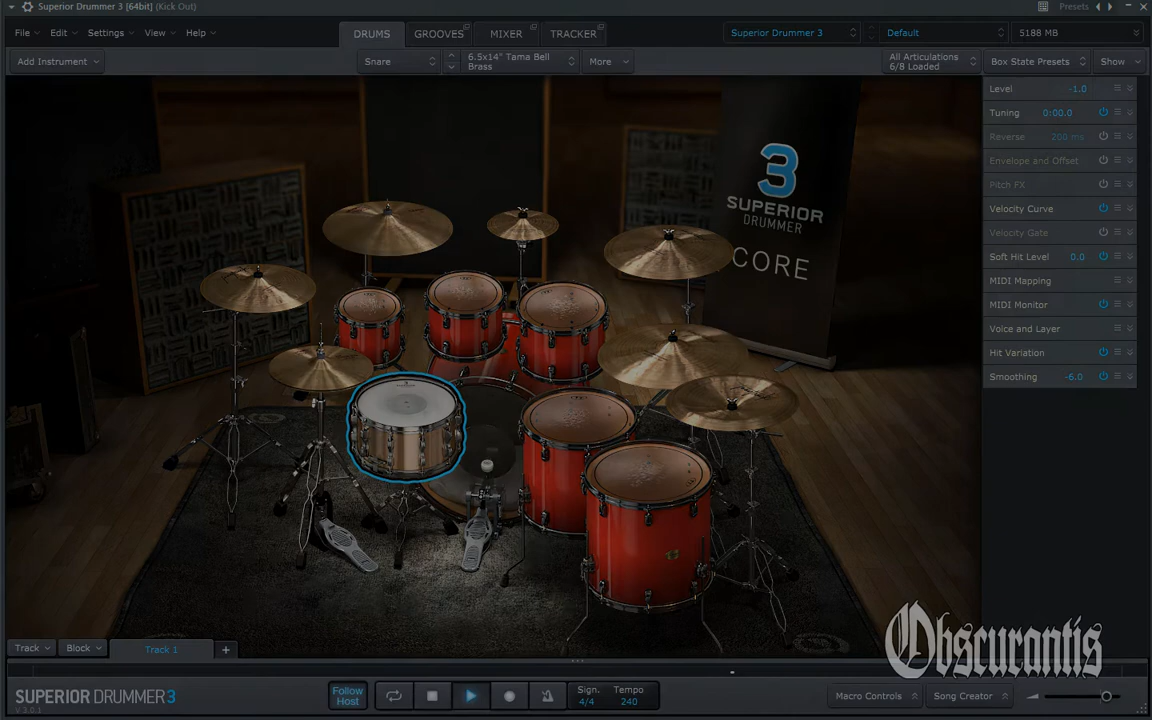 Superior Drummer 3 [64bit] (Kick Out)
Presets
File Edit Settings View Help
DRUMS GROOVES MIXER TRACKER
Superior Drummer 3 Default 5188 MB
Add Instrument
Snare
6.5x14" Tama Bell
Brass
More
All Articulations
6/8 Loaded
Box State Presets
Show
Level -1.0
Tuning 0:00.0
Reverse 200 ms
Envelope and Offset
Pitch FX
Velocity Curve
Velocity Gate
Soft Hit Level 0.0
MIDI Mapping
MIDI Monitor
Voice and Layer
Hit Variation
Smoothing -6.0
3
SUPERIOR
DRUMMER
CORE
Track Block Track 1 +
Obscurantis
SUPERIOR DRUMMER 3
V 3.0.1
Follow
Host
Sign. Tempo
4/4 240
Macro Controls Song Creator